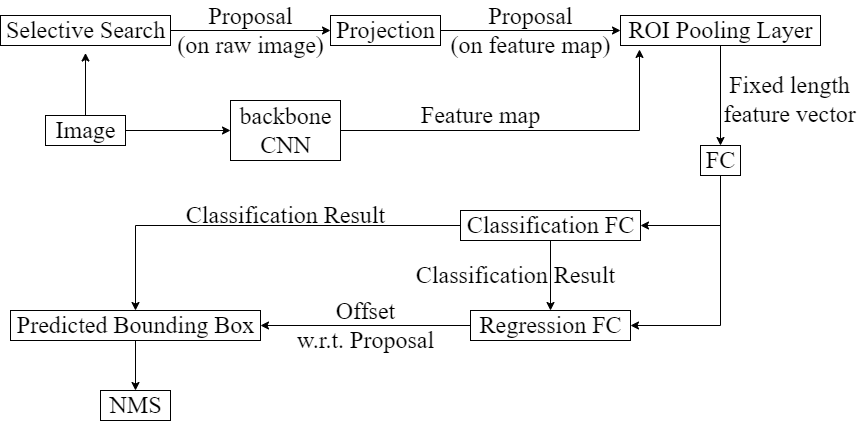 Selective Search
Proposal
(on raw image)
Projection
Proposal
(on feature map)
ROI Pooling Layer
Fixed length
feature vector
Image
backbone
CNN
Feature map
FC
Classification Result
Classification FC
Classification Result
Predicted Bounding Box
Offset
w.r.t. Proposal
Regression FC
NMS